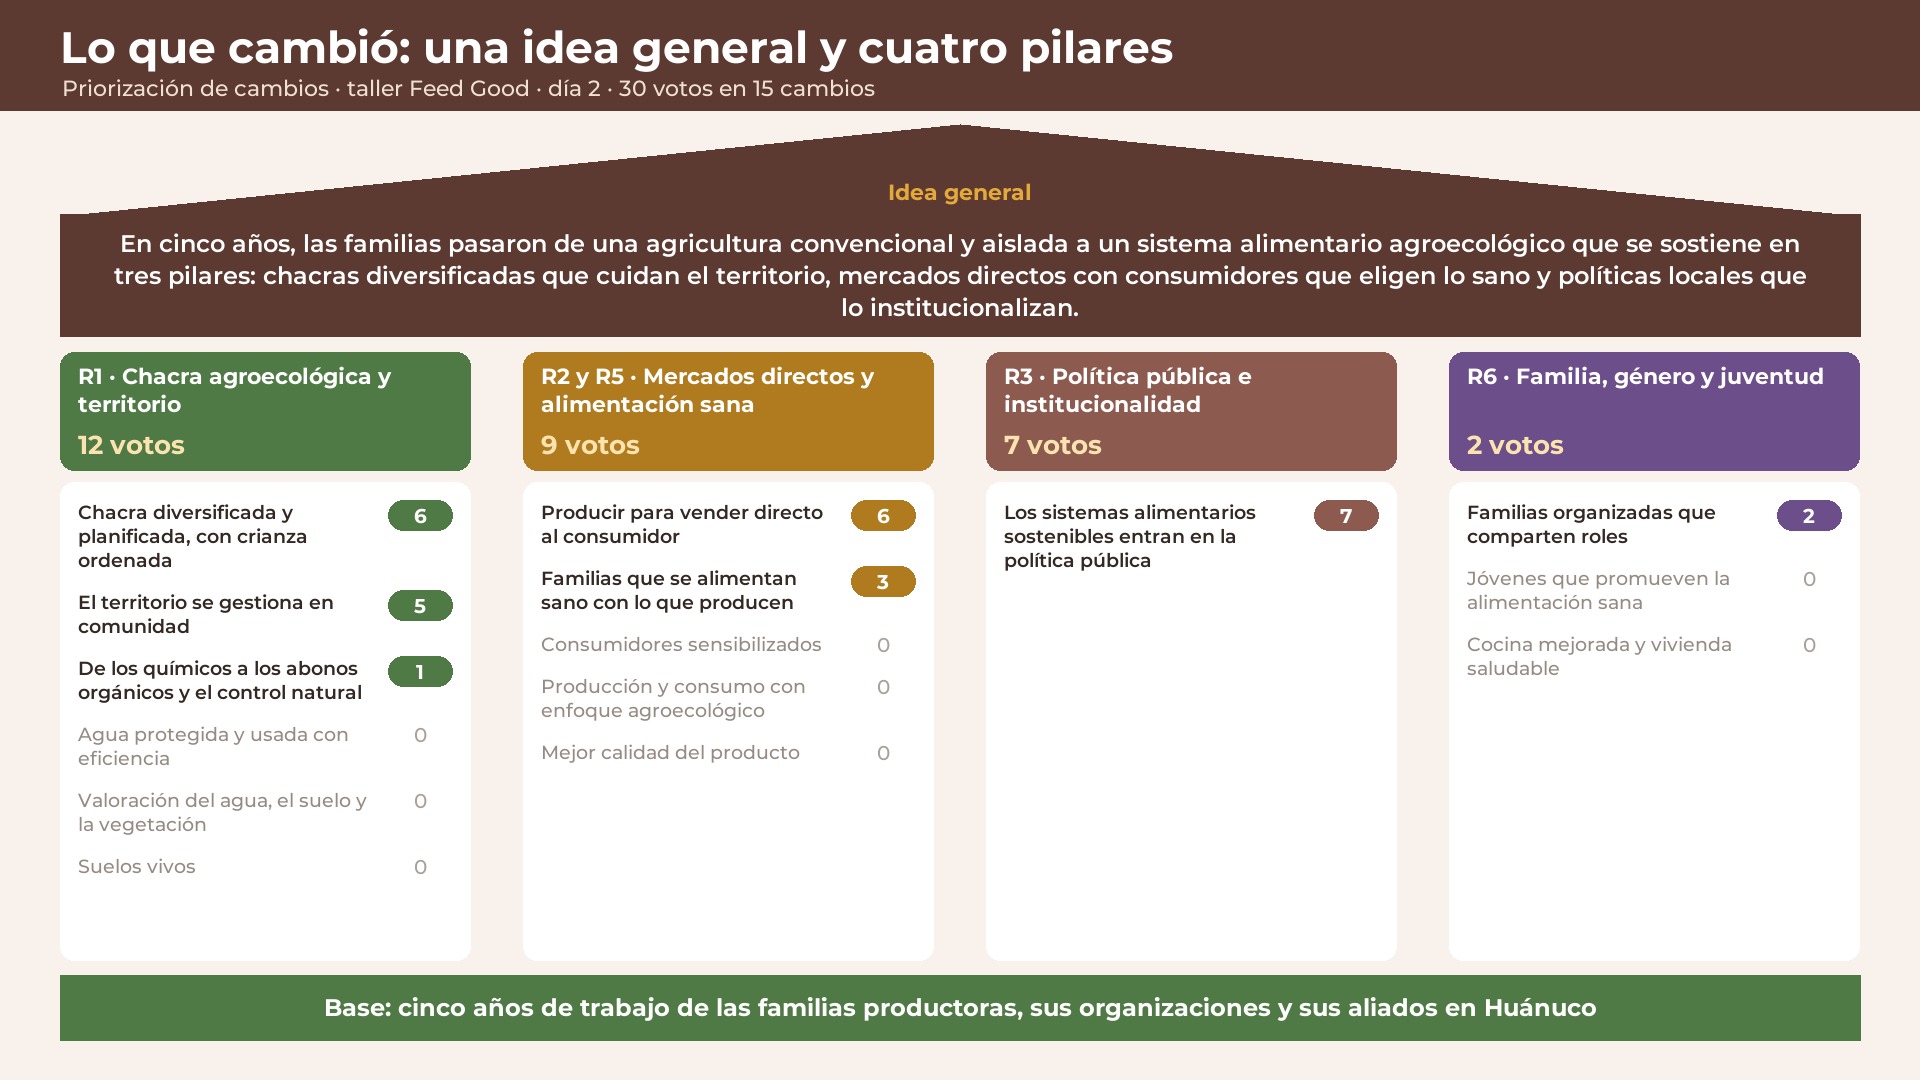 Lo que cambió: una idea general y cuatro pilares
Priorización de cambios · taller Feed Good · día 2 · 30 votos en 15 cambios
Idea general
En cinco años, las familias pasaron de una agricultura convencional y aislada a un sistema alimentario agroecológico que se sostiene en
tres pilares: chacras diversificadas que cuidan el territorio, mercados directos con consumidores que eligen lo sano y políticas locales que
lo institucionalizan.
R1 · Chacra agroecológica y
territorio
12 votos
Chacra diversificada y
planificada, con crianza
ordenada
6
El territorio se gestiona en
comunidad
5
De los químicos a los abonos
orgánicos y el control natural
1
Agua protegida y usada con
eficiencia
0
Valoración del agua, el suelo y
la vegetación
0
Suelos vivos
0
R2 y R5 · Mercados directos y
alimentación sana
9 votos
Producir para vender directo
al consumidor
6
Familias que se alimentan
sano con lo que producen
3
Consumidores sensibilizados
0
Producción y consumo con
enfoque agroecológico
0
Mejor calidad del producto
0
R3 · Política pública e
institucionalidad
7 votos
Los sistemas alimentarios
sostenibles entran en la
política pública
7
R6 · Familia, género y juventud
2 votos
Familias organizadas que
comparten roles
2
Jóvenes que promueven la
alimentación sana
0
Cocina mejorada y vivienda
saludable
0
Base: cinco años de trabajo de las familias productoras, sus organizaciones y sus aliados en Huánuco